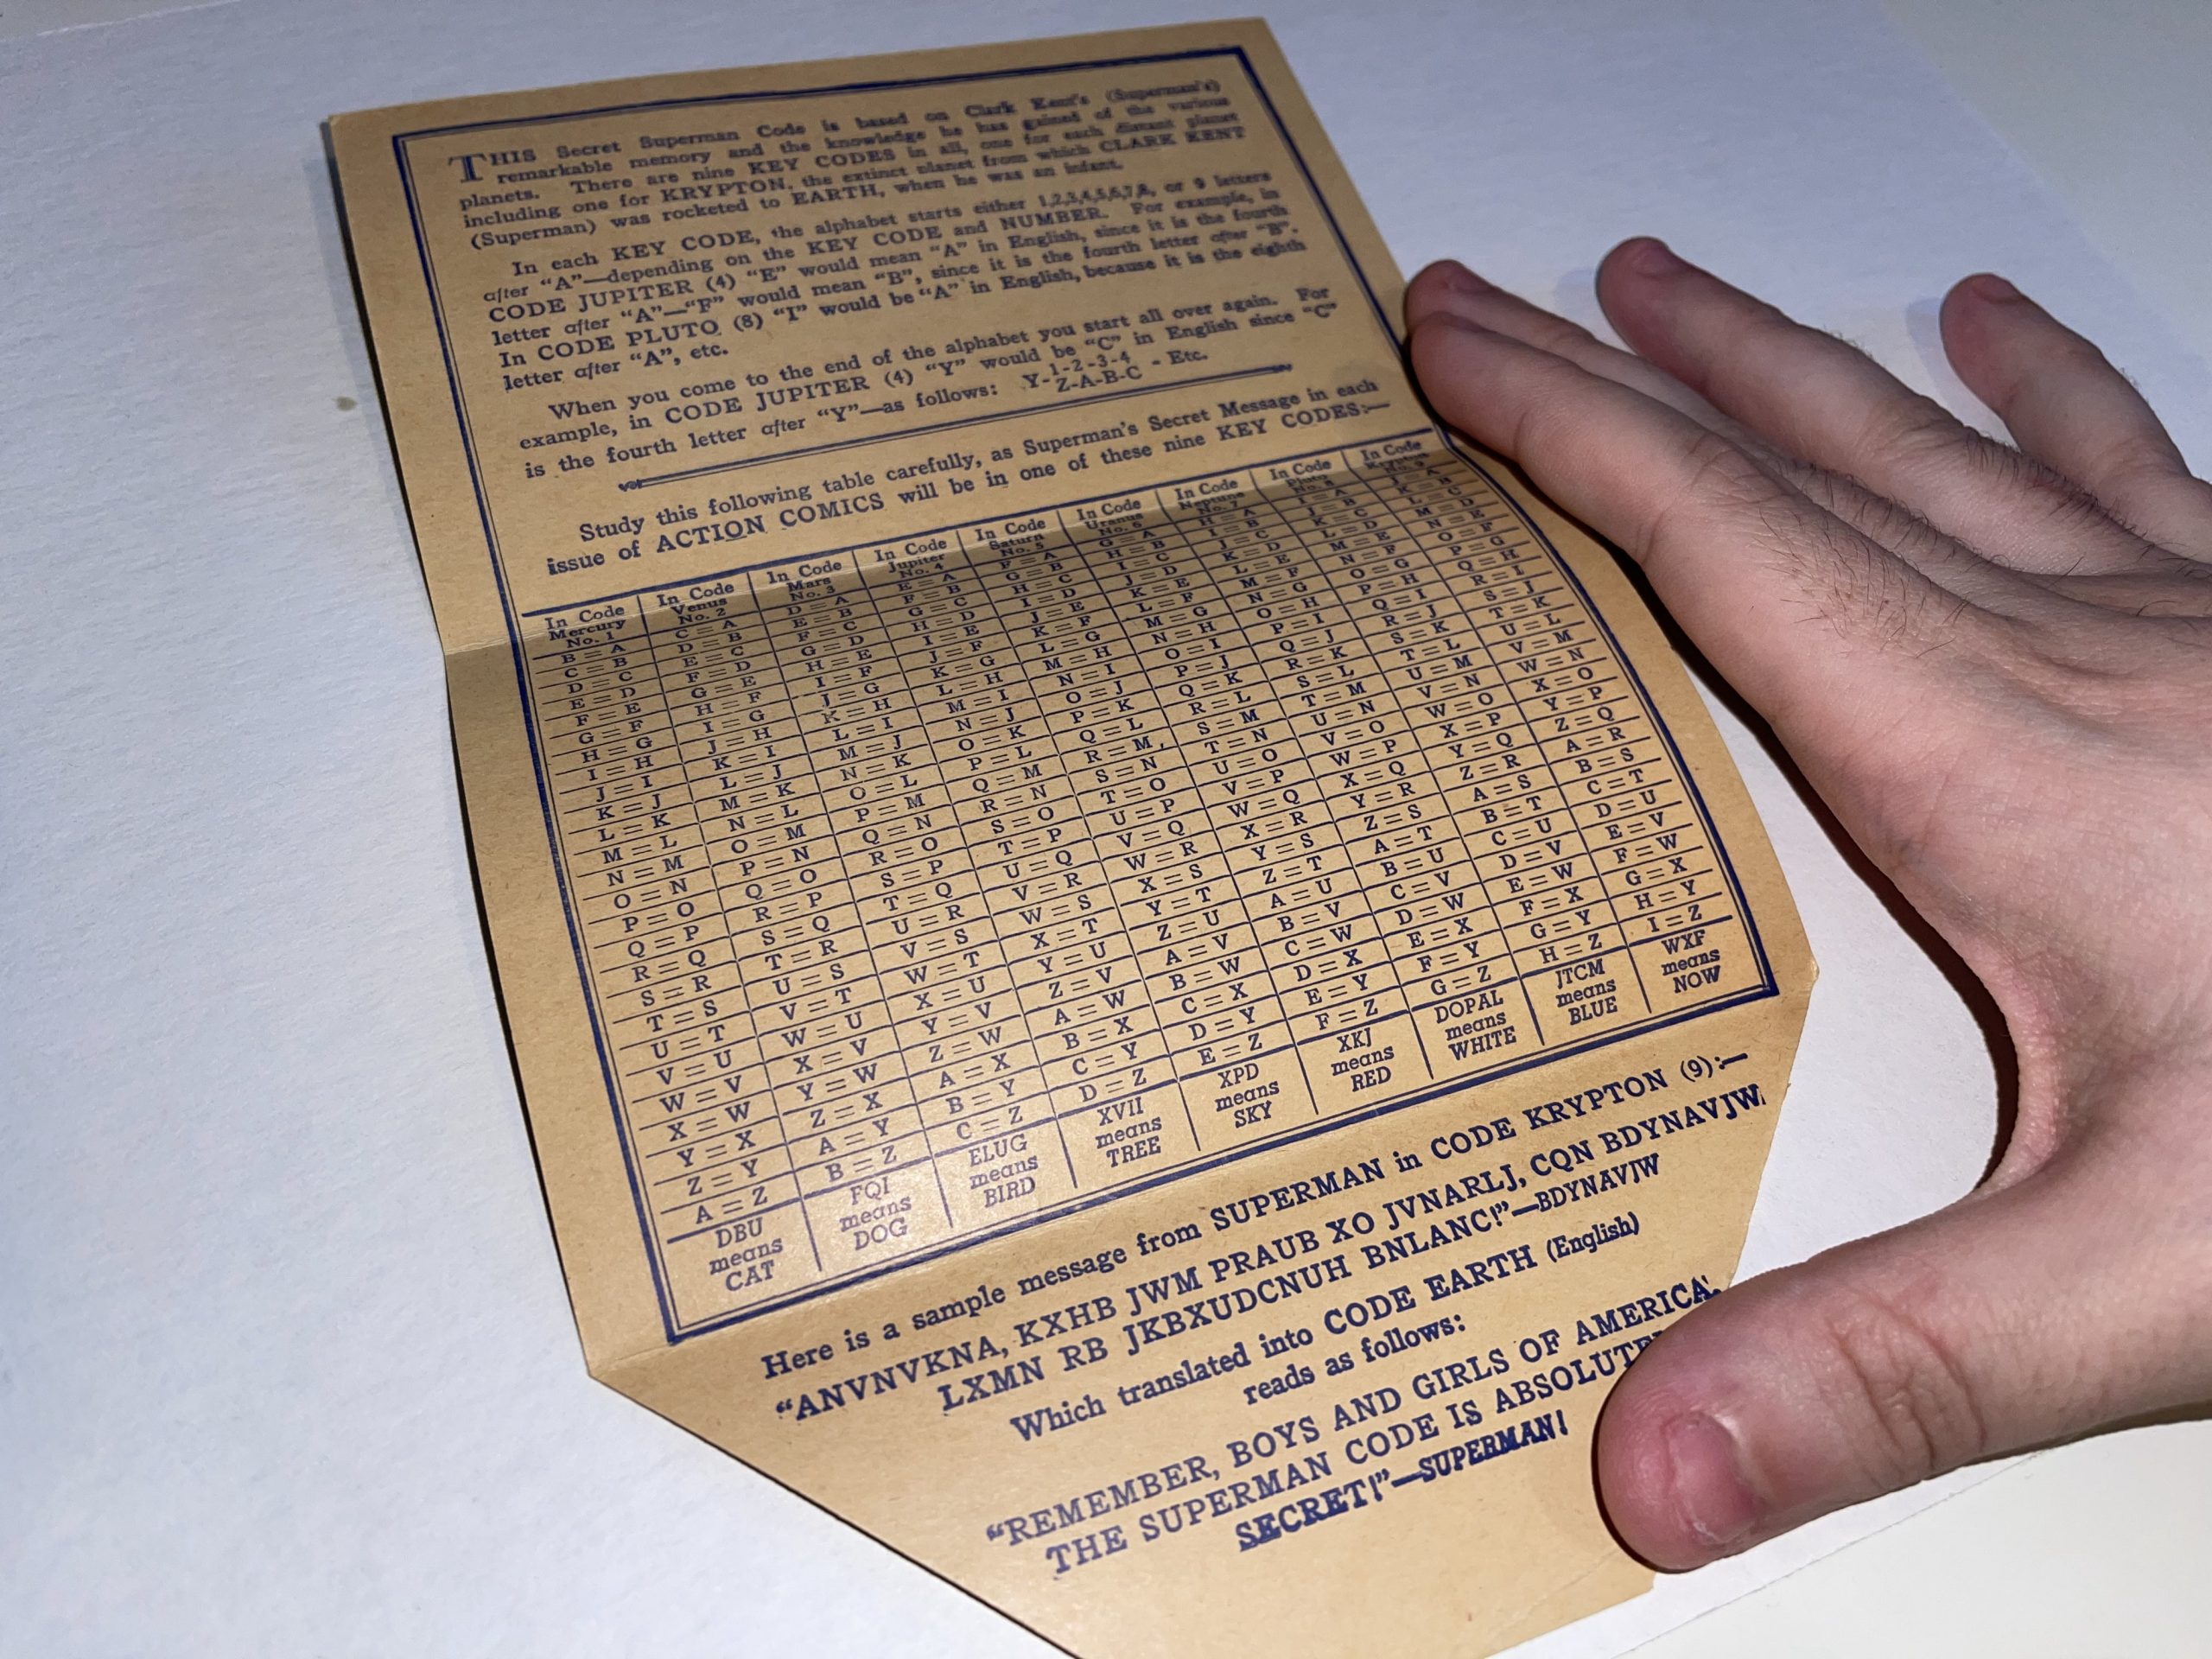 THIS Secret Superman Code is based on Clark Kent's (Superman's)
remarkable memory and the knowledge he has gained of the various
planets. There are nine KEY CODES in all, one for each distant planet
including one for KRYPTON, the extinct planet from which CLARK KENT
(Superman) was rocketed to EARTH, when he was an infant.
In each KEY CODE, the alphabet starts either 1,2,3,4,5,6,7,8, or 9 letters
after “A”—depending on the KEY CODE and NUMBER. For example, in
CODE JUPITER (4) “E” would mean “A” in English, since it is the fourth
letter after “A”—“F” would mean “B”, since it is the fourth letter after “B”.
In CODE PLUTO (8) “I” would be “A” in English, because it is the eighth
letter after “A”, etc.
When you come to the end of the alphabet you start all over again. For
example, in CODE JUPITER (4) “Y” would be “C” in English since “C”
is the fourth letter after “Y”—as follows: Y-1-2-3-4 - Etc.
Z-A-B-C
Study this following table carefully, as Superman's Secret Message in each
issue of ACTION COMICS will be in one of these nine KEY CODES:—
In Code In Code In Code In Code In Code In Code In Code In Code In Code
Mercury Venus Mars Jupiter Saturn Uranus Neptune Pluto Krypton
No. 1 No. 2 No. 3 No. 4 No. 5 No. 6 No. 7 No. 8 No. 9
B = A C = A D = A E = A F = A G = A H = A I = A J = A
C = B D = B E = B F = B G = B H = B I = B J = B K = B
D = C E = C F = C G = C H = C I = C J = C K = C L = C
E = D F = D G = D H = D I = D J = D K = D L = D M = D
F = E G = E H = E I = E J = E K = E L = E M = E N = E
G = F H = F I = F J = F K = F L = F M = F N = F O = F
H = G I = G J = G K = G L = G M = G N = G O = G P = G
I = H J = H K = H L = H M = H N = H O = H P = H Q = H
J = I K = I L = I M = I N = I O = I P = I Q = I R = I
K = J L = J M = J N = J O = J P = J Q = J R = J S = J
L = K M = K N = K O = K P = K Q = K R = K S = K T = K
M = L N = L O = L P = L Q = L R = L S = L T = L U = L
N = M O = M P = M Q = M R = M S = M T = M U = M V = M
O = N P = N Q = N R = N S = N T = N U = N V = N W = N
P = O Q = O R = O S = O T = O U = O V = O W = O X = O
Q = P R = P S = P T = P U = P V = P W = P X = P Y = P
R = Q S = Q T = Q U = Q V = Q W = Q X = Q Y = Q Z = Q
S = R T = R U = R V = R W = R X = R Y = R Z = R A = R
T = S U = S V = S W = S X = S Y = S Z = S A = S B = S
U = T V = T W = T X = T Y = T Z = T A = T B = T C = T
V = U W = U X = U Y = U Z = U A = U B = U C = U D = U
W = V X = V Y = V Z = V A = V B = V C = V D = V E = V
X = W Y = W Z = W A = W B = W C = W D = W E = W F = W
Y = X Z = X A = X B = X C = X D = X E = X F = X G = X
Z = Y A = Y B = Y C = Y D = Y E = Y F = Y G = Y H = Y
A = Z B = Z C = Z D = Z E = Z F = Z G = Z H = Z I = Z
DBU FQI ELUG XVII XPD XKJ DOPAL JTCM WXF
means means means means means means means means means
CAT DOG BIRD TREE SKY RED WHITE BLUE NOW
Here is a sample message from SUPERMAN in CODE KRYPTON (9):—
“ANVNVKNA, KXHB JWM PRAUB XO JVNARLJ, CQN BDYNAVJW
LXMN RB JKBXUDCNUH BNLANC!”—BDYNAVJW
Which translated into CODE EARTH (English)
reads as follows:
“REMEMBER, BOYS AND GIRLS OF AMERICA,
THE SUPERMAN CODE IS
SECRET!”—SUPERMAN!